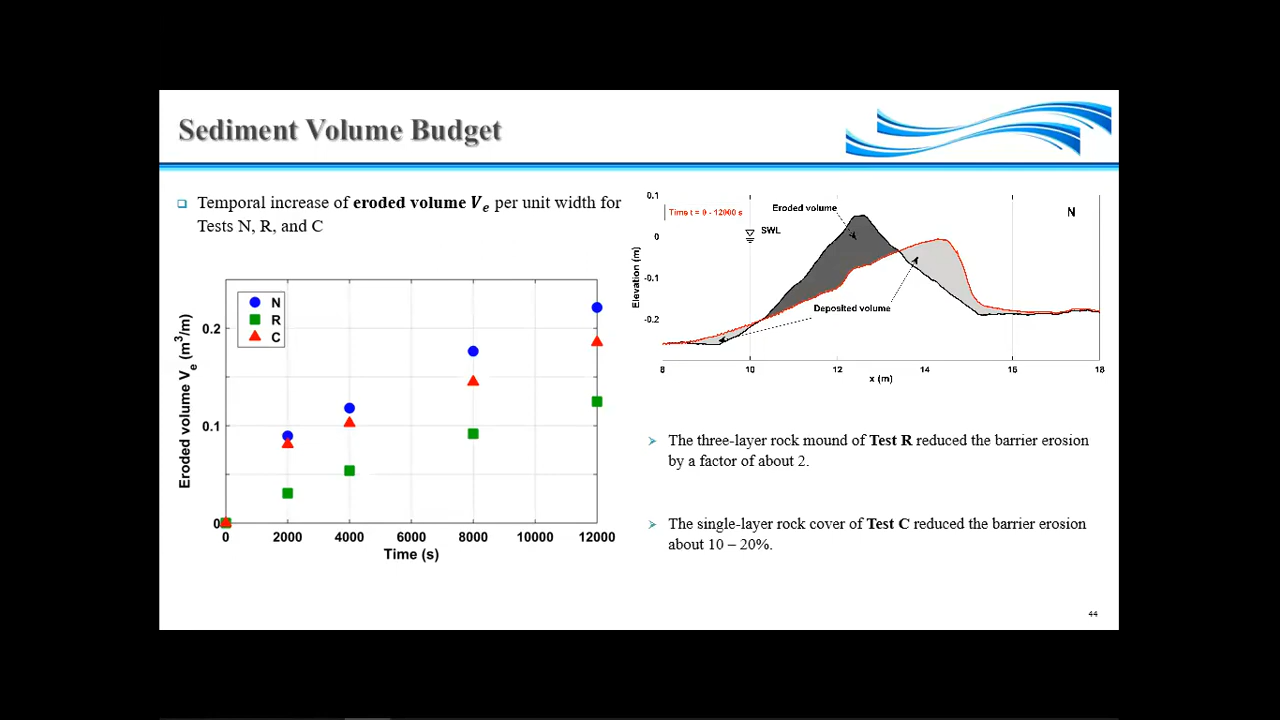 Sediment Volume Budget
Temporal increase of eroded volume Vₑ per unit width for
Tests N, R, and C
N
R
C
0.2
0.1
0
Eroded volume Vₑ (m³/m)
0 2000 4000 6000 8000 10000 12000
Time (s)
0.1
0
-0.1
-0.2
Elevation (m)
Time t = 0 - 12000 s
SWL
Eroded volume
Deposited volume
N
8 10 12 14 16 18
x (m)
The three-layer rock mound of Test R reduced the barrier erosion
by a factor of about 2.
The single-layer rock cover of Test C reduced the barrier erosion
about 10 – 20%.
44